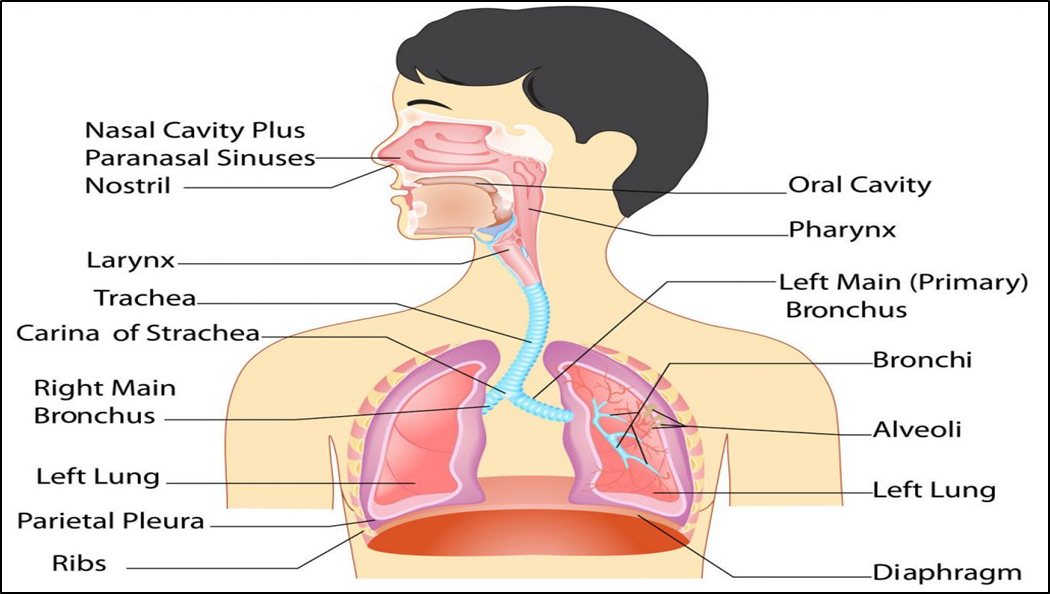 Nasal Cavity Plus
Paranasal Sinuses
Nostril
Larynx
Trachea
Carina of Strachea
Right Main
Bronchus
Left Lung
Parietal Pleura
Ribs
Oral Cavity
Pharynx
Left Main (Primary)
Bronchus
Bronchi
Alveoli
Left Lung
Diaphragm